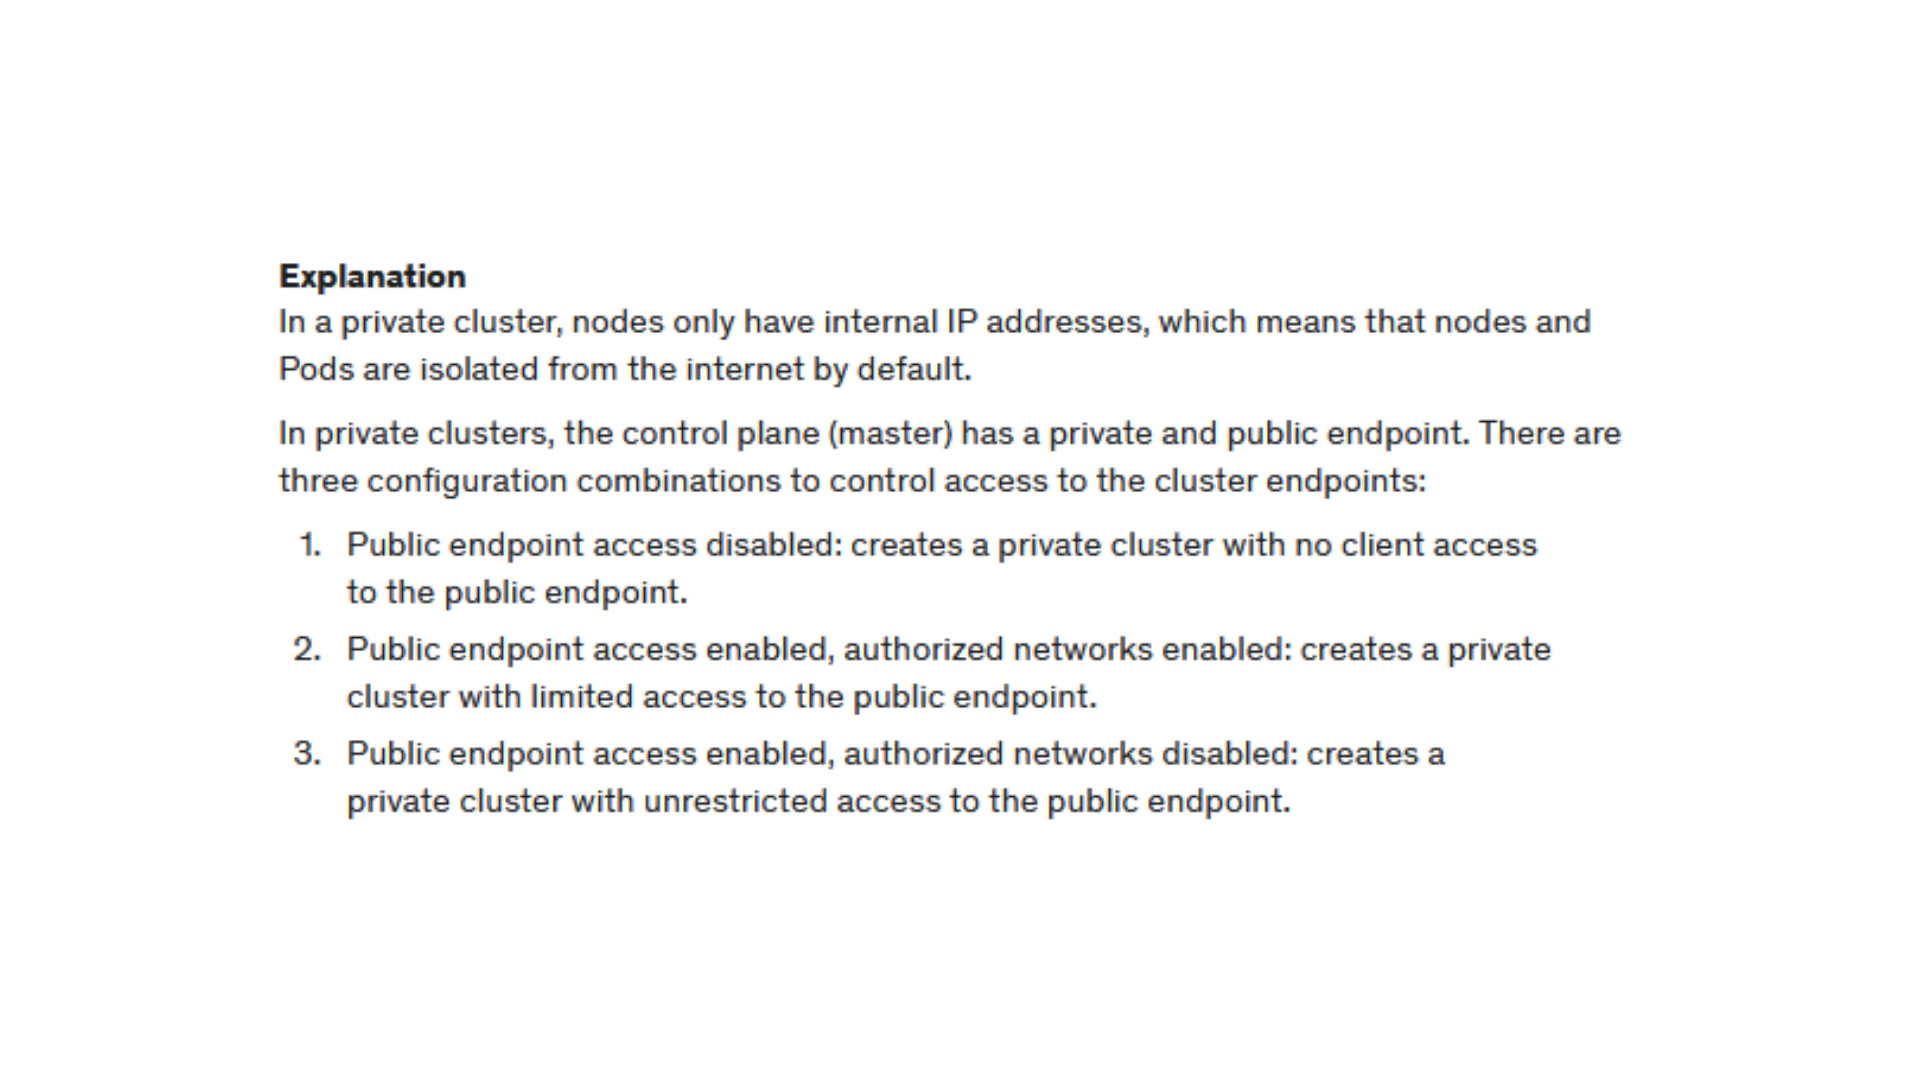 Explanation
In a private cluster, nodes only have internal IP addresses, which means that nodes and
Pods are isolated from the internet by default.
In private clusters, the control plane (master) has a private and public endpoint. There are
three configuration combinations to control access to the cluster endpoints:
1. Public endpoint access disabled: creates a private cluster with no client access
to the public endpoint.
2. Public endpoint access enabled, authorized networks enabled: creates a private
cluster with limited access to the public endpoint.
3. Public endpoint access enabled, authorized networks disabled: creates a
private cluster with unrestricted access to the public endpoint.